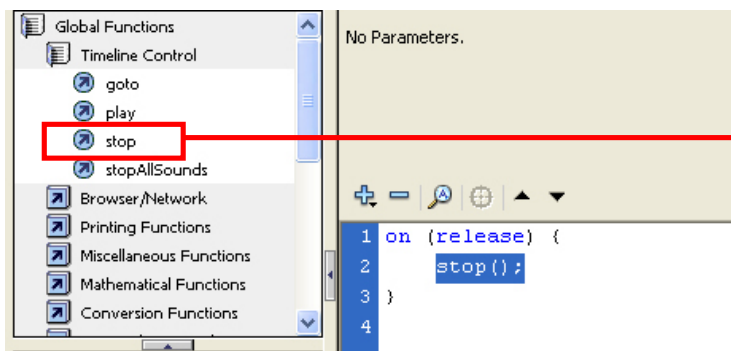 Global Functions
Timeline Control
goto
play
stop
stopAllSounds
Browser/Network
Printing Functions
Miscellaneous Functions
Mathematical Functions
Conversion Functions
No Parameters.
1 on (release) {
2 stop();
3 }
4